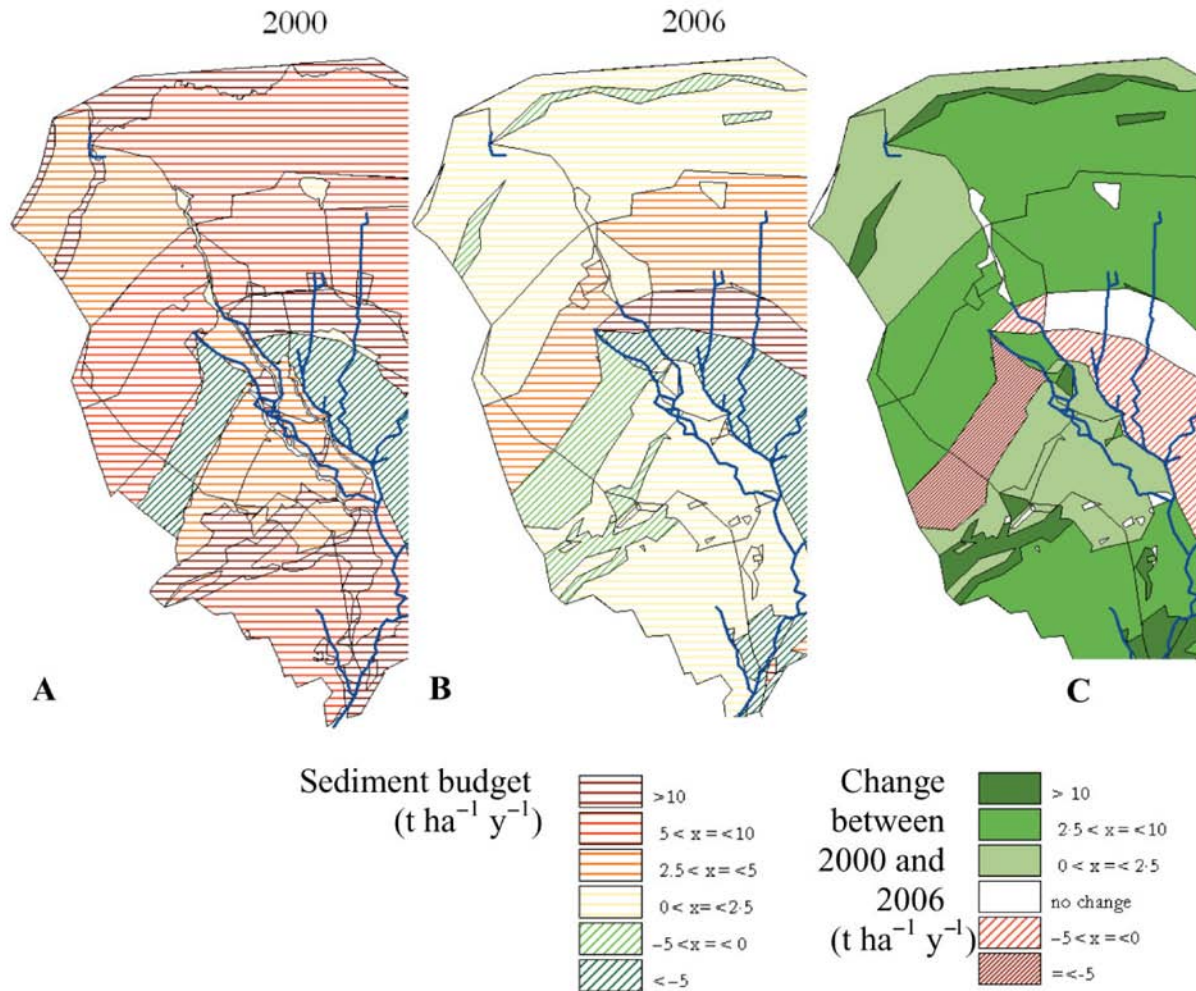 2000
2006
A
B
C
Sediment budget
(t ha⁻¹ y⁻¹)
>10
5 < x = <10
2.5 < x = <5
0 < x = < 2·5
−5 <x = < 0
< −5
Change
between
2000 and
2006
(t ha⁻¹ y⁻¹)
> 10
2·5 < x = <10
0 < x = < 2·5
no change
−5 < x = <0
= <-5